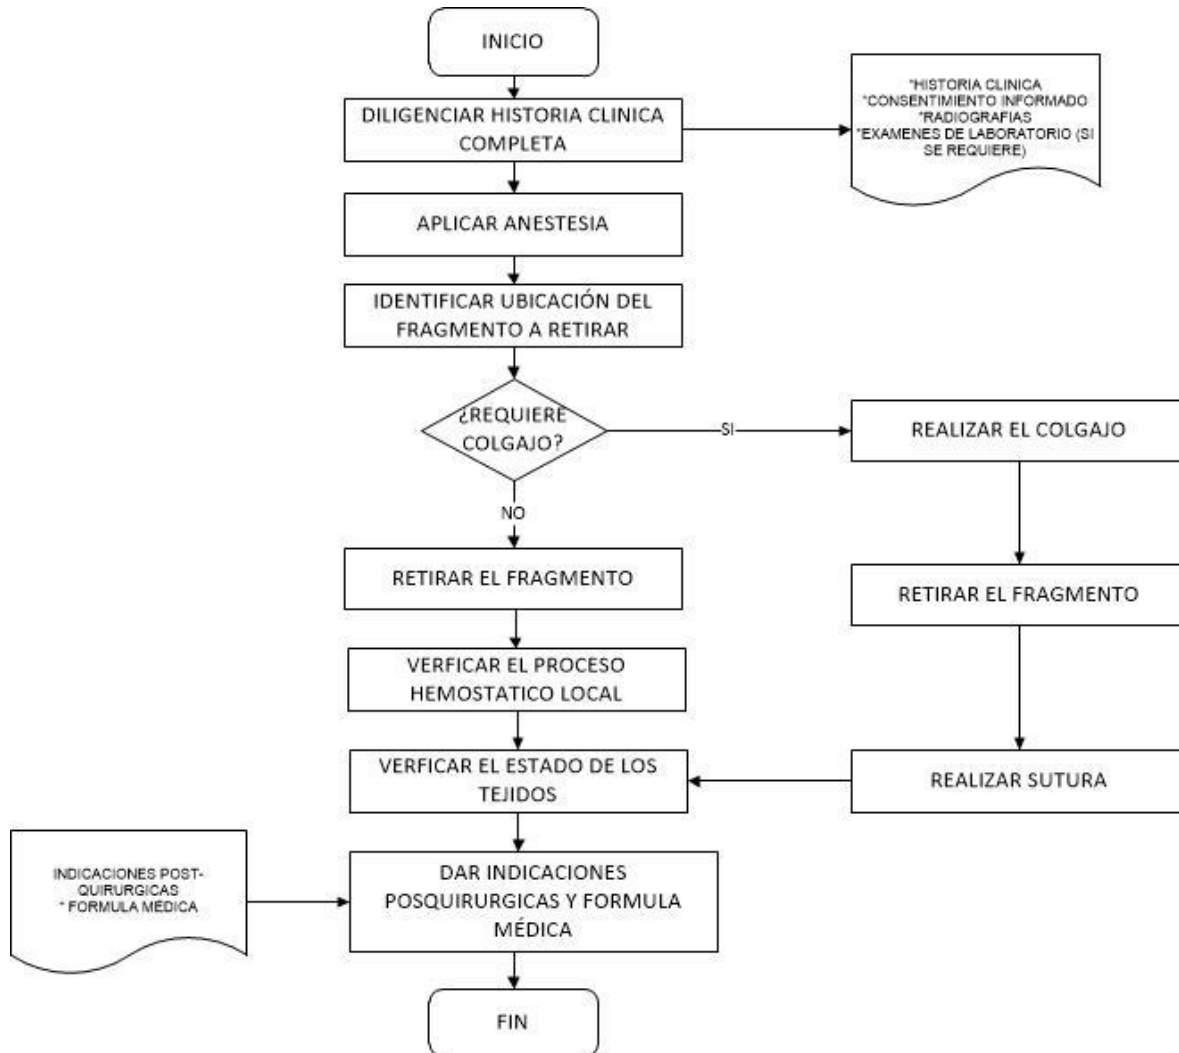 INICIO
DILIGENCIAR HISTORIA CLINICA
COMPLETA
*HISTORIA CLINICA
*CONSENTIMIENTO INFORMADO
*RADIOGRAFIAS
*EXAMENES DE LABORATORIO (SI
SE REQUIERE)
APLICAR ANESTESIA
IDENTIFICAR UBICACIÓN DEL
FRAGMENTO A RETIRAR
¿REQUIERE
COLGAJO?
SI
REALIZAR EL COLGAJO
NO
RETIRAR EL FRAGMENTO
RETIRAR EL FRAGMENTO
VERFICAR EL PROCESO
HEMOSTATICO LOCAL
VERFICAR EL ESTADO DE LOS
TEJIDOS
REALIZAR SUTURA
INDICACIONES POST-
QUIRURGICAS
* FORMULA MÉDICA
DAR INDICACIONES
POSQUIRURGICAS Y FORMULA
MÉDICA
FIN